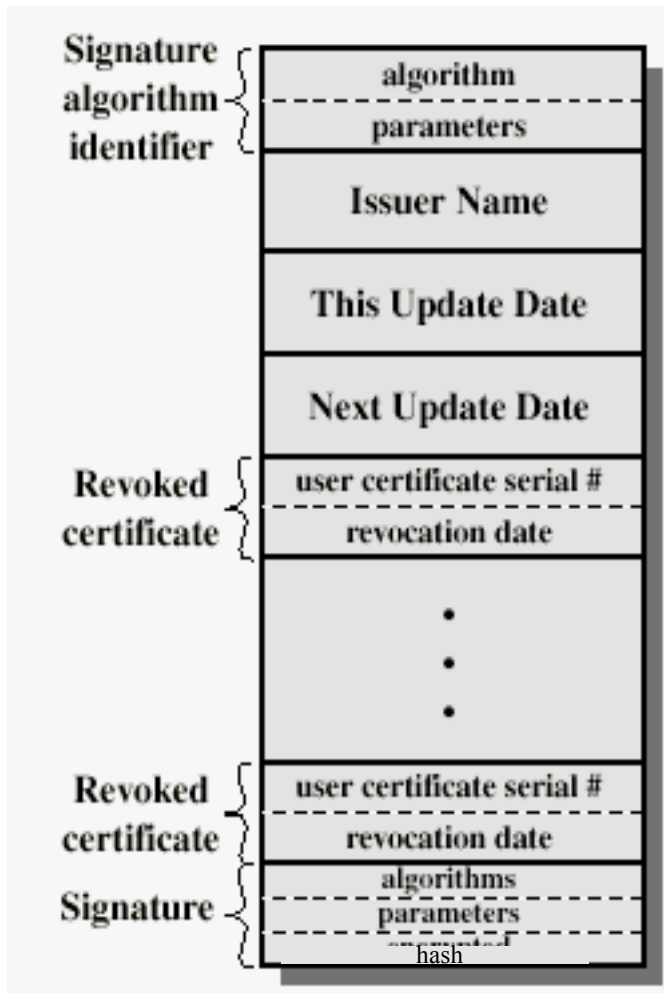 Signature
algorithm
identifier
algorithm
parameters
Issuer Name
This Update Date
Next Update Date
Revoked
certificate
user certificate serial #
revocation date
Revoked
certificate
user certificate serial #
revocation date
Signature
algorithms
parameters
hash